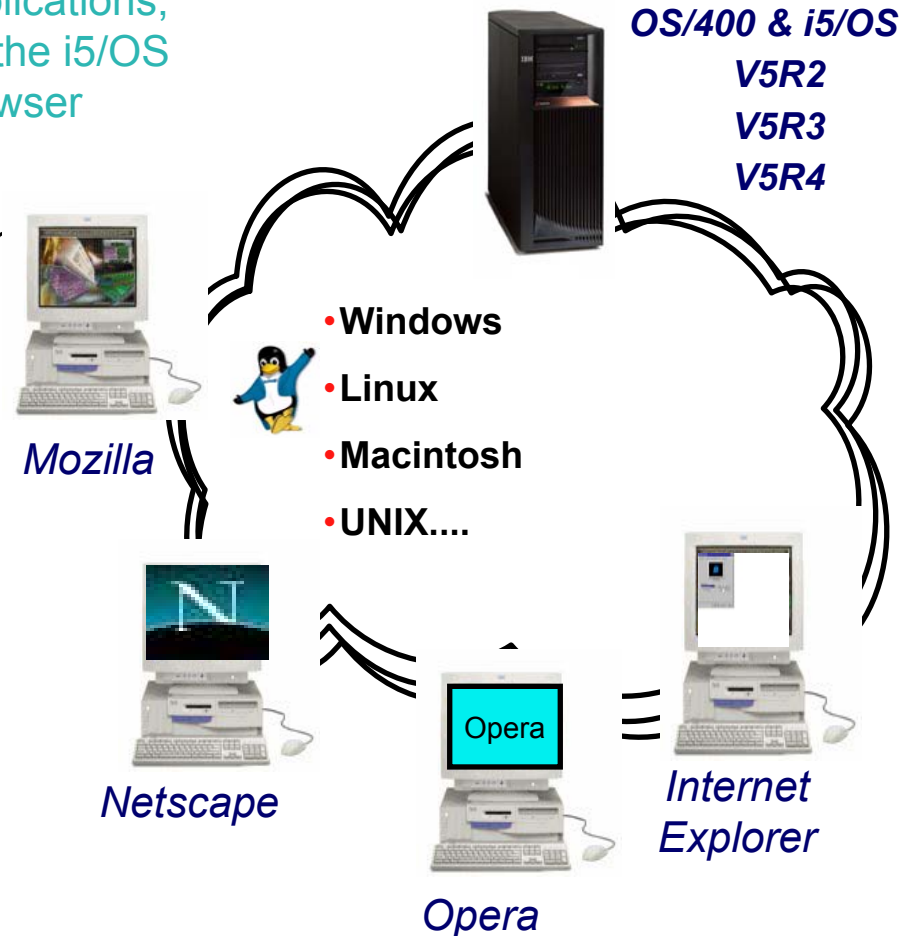 plications,
the i5/OS
wser
OS/400 & i5/OS
V5R2
V5R3
V5R4
•Windows
•Linux
•Macintosh
•UNIX....
Mozilla
N
Netscape
Opera
Opera
Internet
Explorer